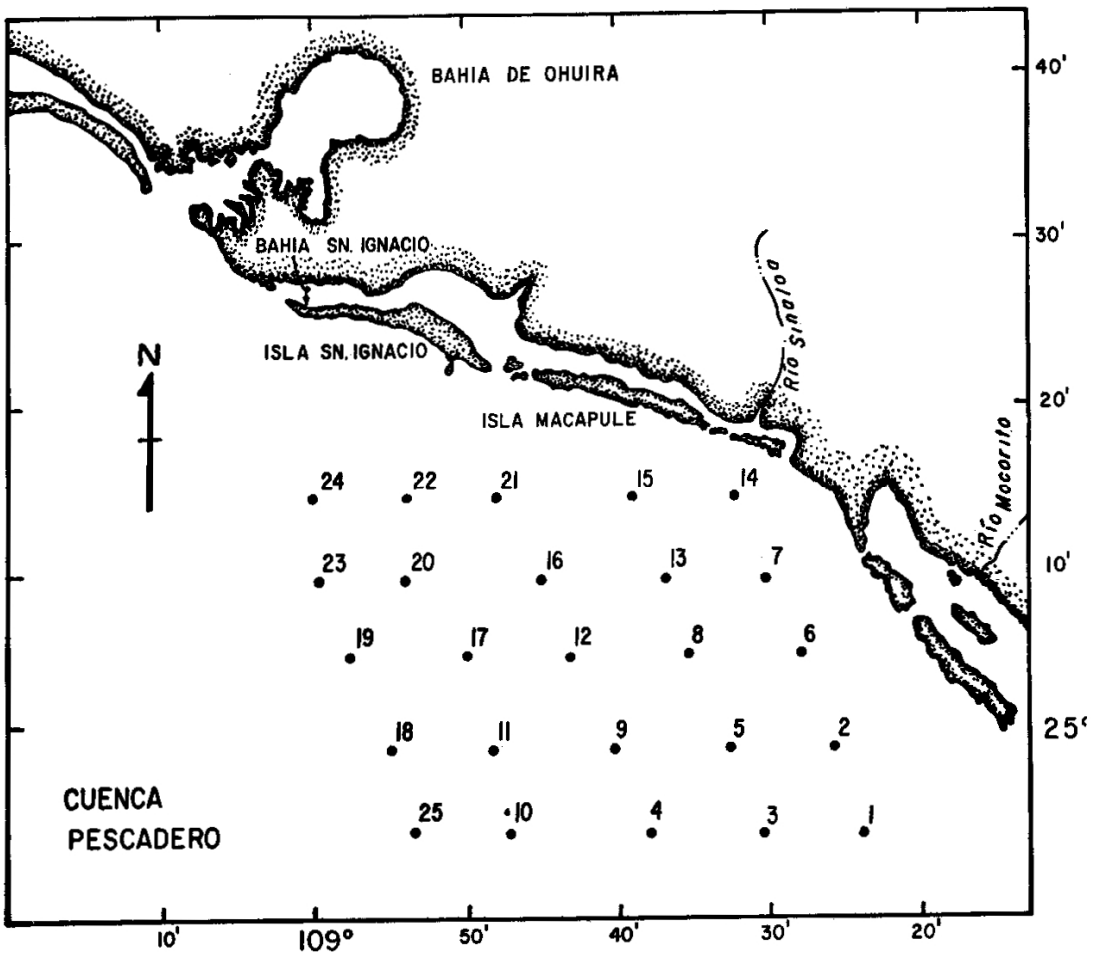 BAHIA DE OHUIRA
40'
30'
BAHIA SN. IGNACIO
Río Sinaloa
ISLA SN. IGNACIO
N
20'
ISLA MACAPULE
Río Mocorito
24 22 21 15 14
23 20 16 13 7
10'
19 17 12 8 6
18 11 9 5 2
25°
CUENCA
PESCADERO
25 10 4 3 1
10' 109° 50' 40' 30' 20'